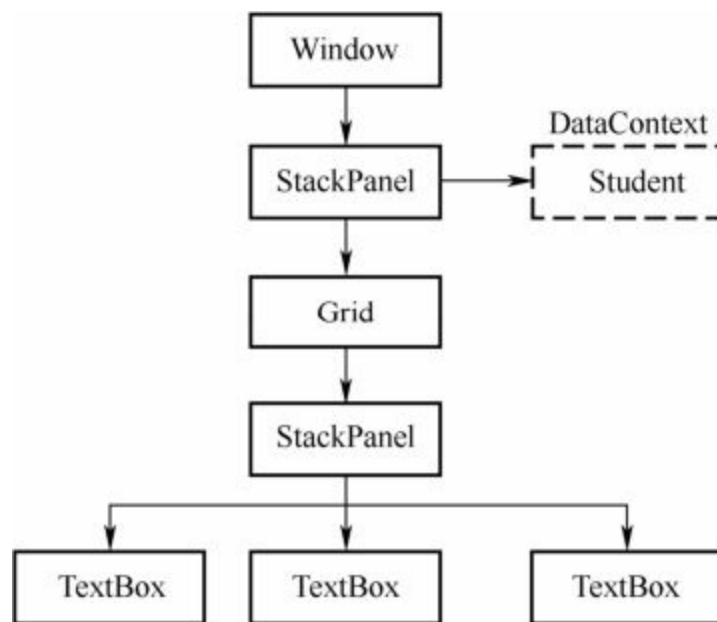 Window
DataContext
StackPanel
Student
Grid
StackPanel
TextBox
TextBox
TextBox